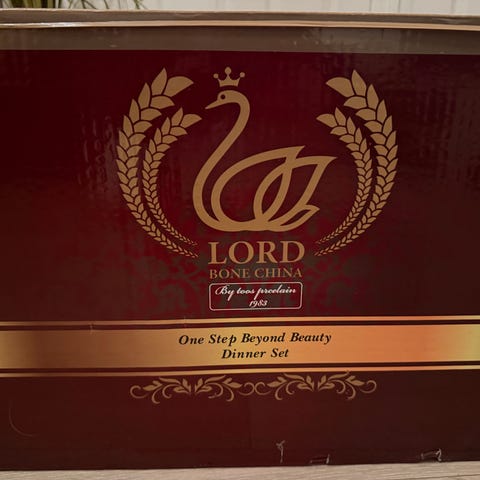 LORD
BONE CHINA
By toos prcelain
1983
One Step Beyond Beauty
Dinner Set